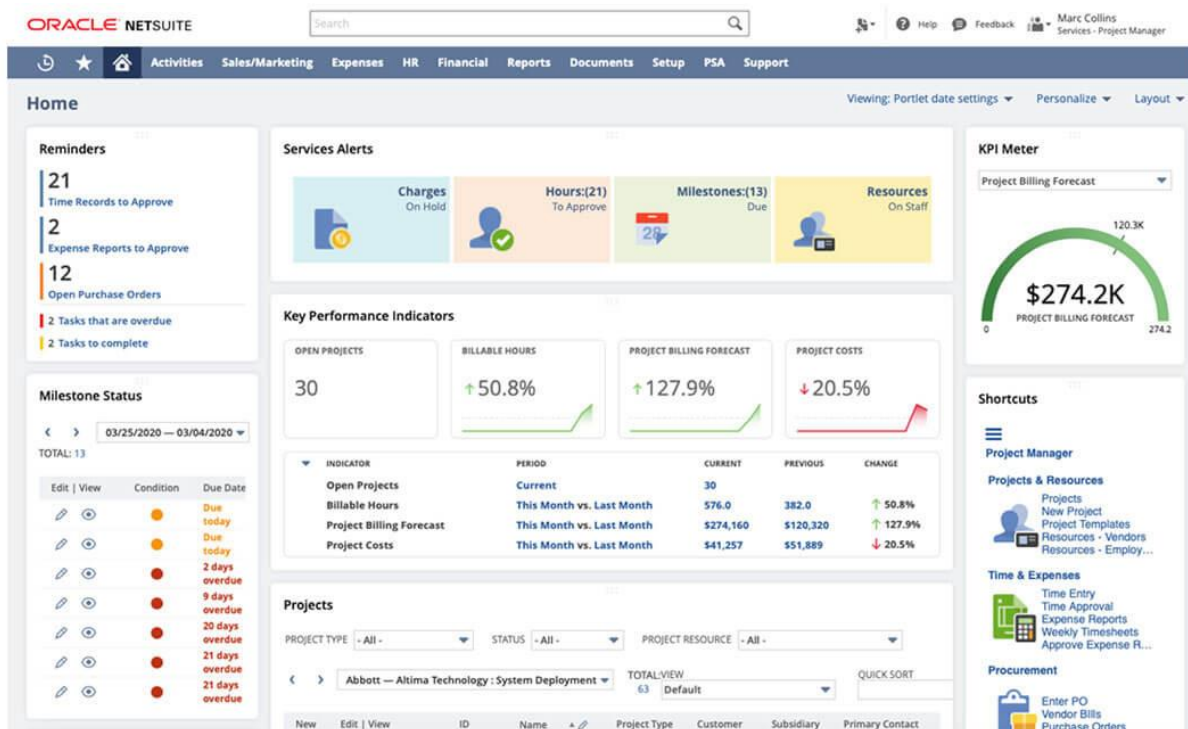 ORACLE NETSUITE
Search
Help
Feedback
Marc Collins
Services - Project Manager
Activities Sales/Marketing Expenses HR Financial Reports Documents Setup PSA Support
Home
Viewing: Portlet date settings Personalize Layout
Reminders
21
Time Records to Approve
2
Expense Reports to Approve
12
Open Purchase Orders
2 Tasks that are overdue
2 Tasks to complete
Milestone Status
03/25/2020 — 03/04/2020
TOTAL: 13
Edit | View Condition Due Date
Due today
Due today
2 days overdue
9 days overdue
20 days overdue
21 days overdue
21 days overdue
Services Alerts
Charges
On Hold
Hours:(21)
To Approve
Milestones:(13)
Due
28
Resources
On Staff
Key Performance Indicators
OPEN PROJECTS
30
BILLABLE HOURS
50.8%
PROJECT BILLING FORECAST
127.9%
PROJECT COSTS
20.5%
INDICATOR PERIOD CURRENT PREVIOUS CHANGE
Open Projects Current 30
Billable Hours This Month vs. Last Month 576.0 382.0 50.8%
Project Billing Forecast This Month vs. Last Month $274,160 $120,320 127.9%
Project Costs This Month vs. Last Month $41,257 $51,889 20.5%
Projects
PROJECT TYPE - All - STATUS - All - PROJECT RESOURCE - All -
Abbott — Altima Technology : System Deployment
TOTAL: 63
VIEW
Default
QUICK SORT
New Edit | View ID Name Project Type Customer Subsidiary Primary Contact
KPI Meter
Project Billing Forecast
120.3K
$274.2K
PROJECT BILLING FORECAST
0
274.2
Shortcuts
Project Manager
Projects & Resources
Projects
New Project
Project Templates
Resources - Vendors
Resources - Employ...
Time & Expenses
Time Entry
Time Approval
Expense Reports
Weekly Timesheets
Approve Expense R...
Procurement
Enter PO
Vendor Bills
Purchase Orders